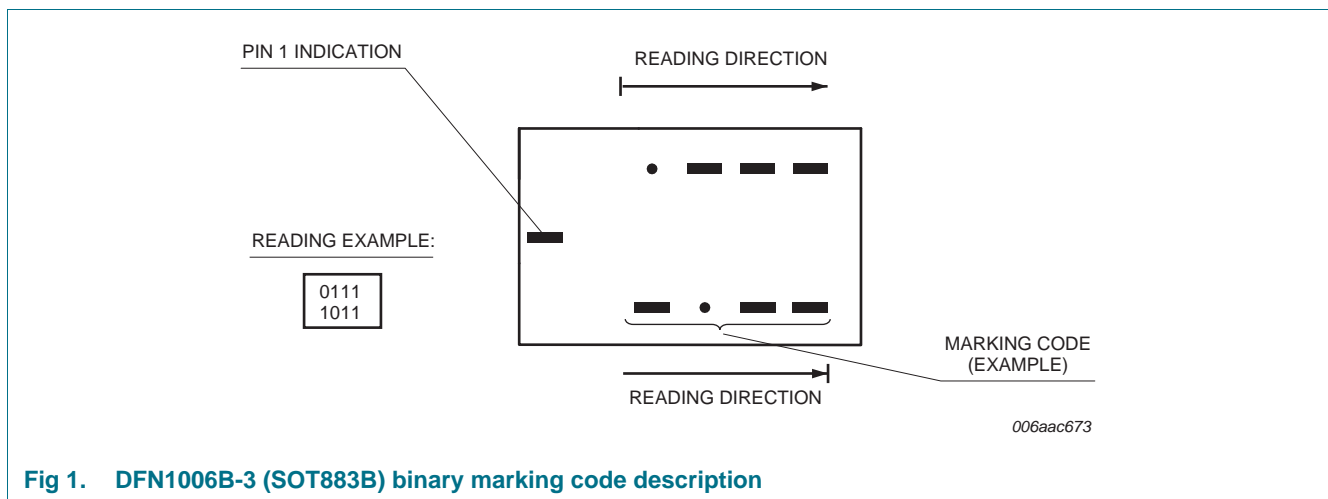 PIN 1 INDICATION
READING DIRECTION
READING EXAMPLE:
0111
1011
MARKING CODE
(EXAMPLE)
READING DIRECTION
006aac673
Fig 1. DFN1006B-3 (SOT883B) binary marking code description